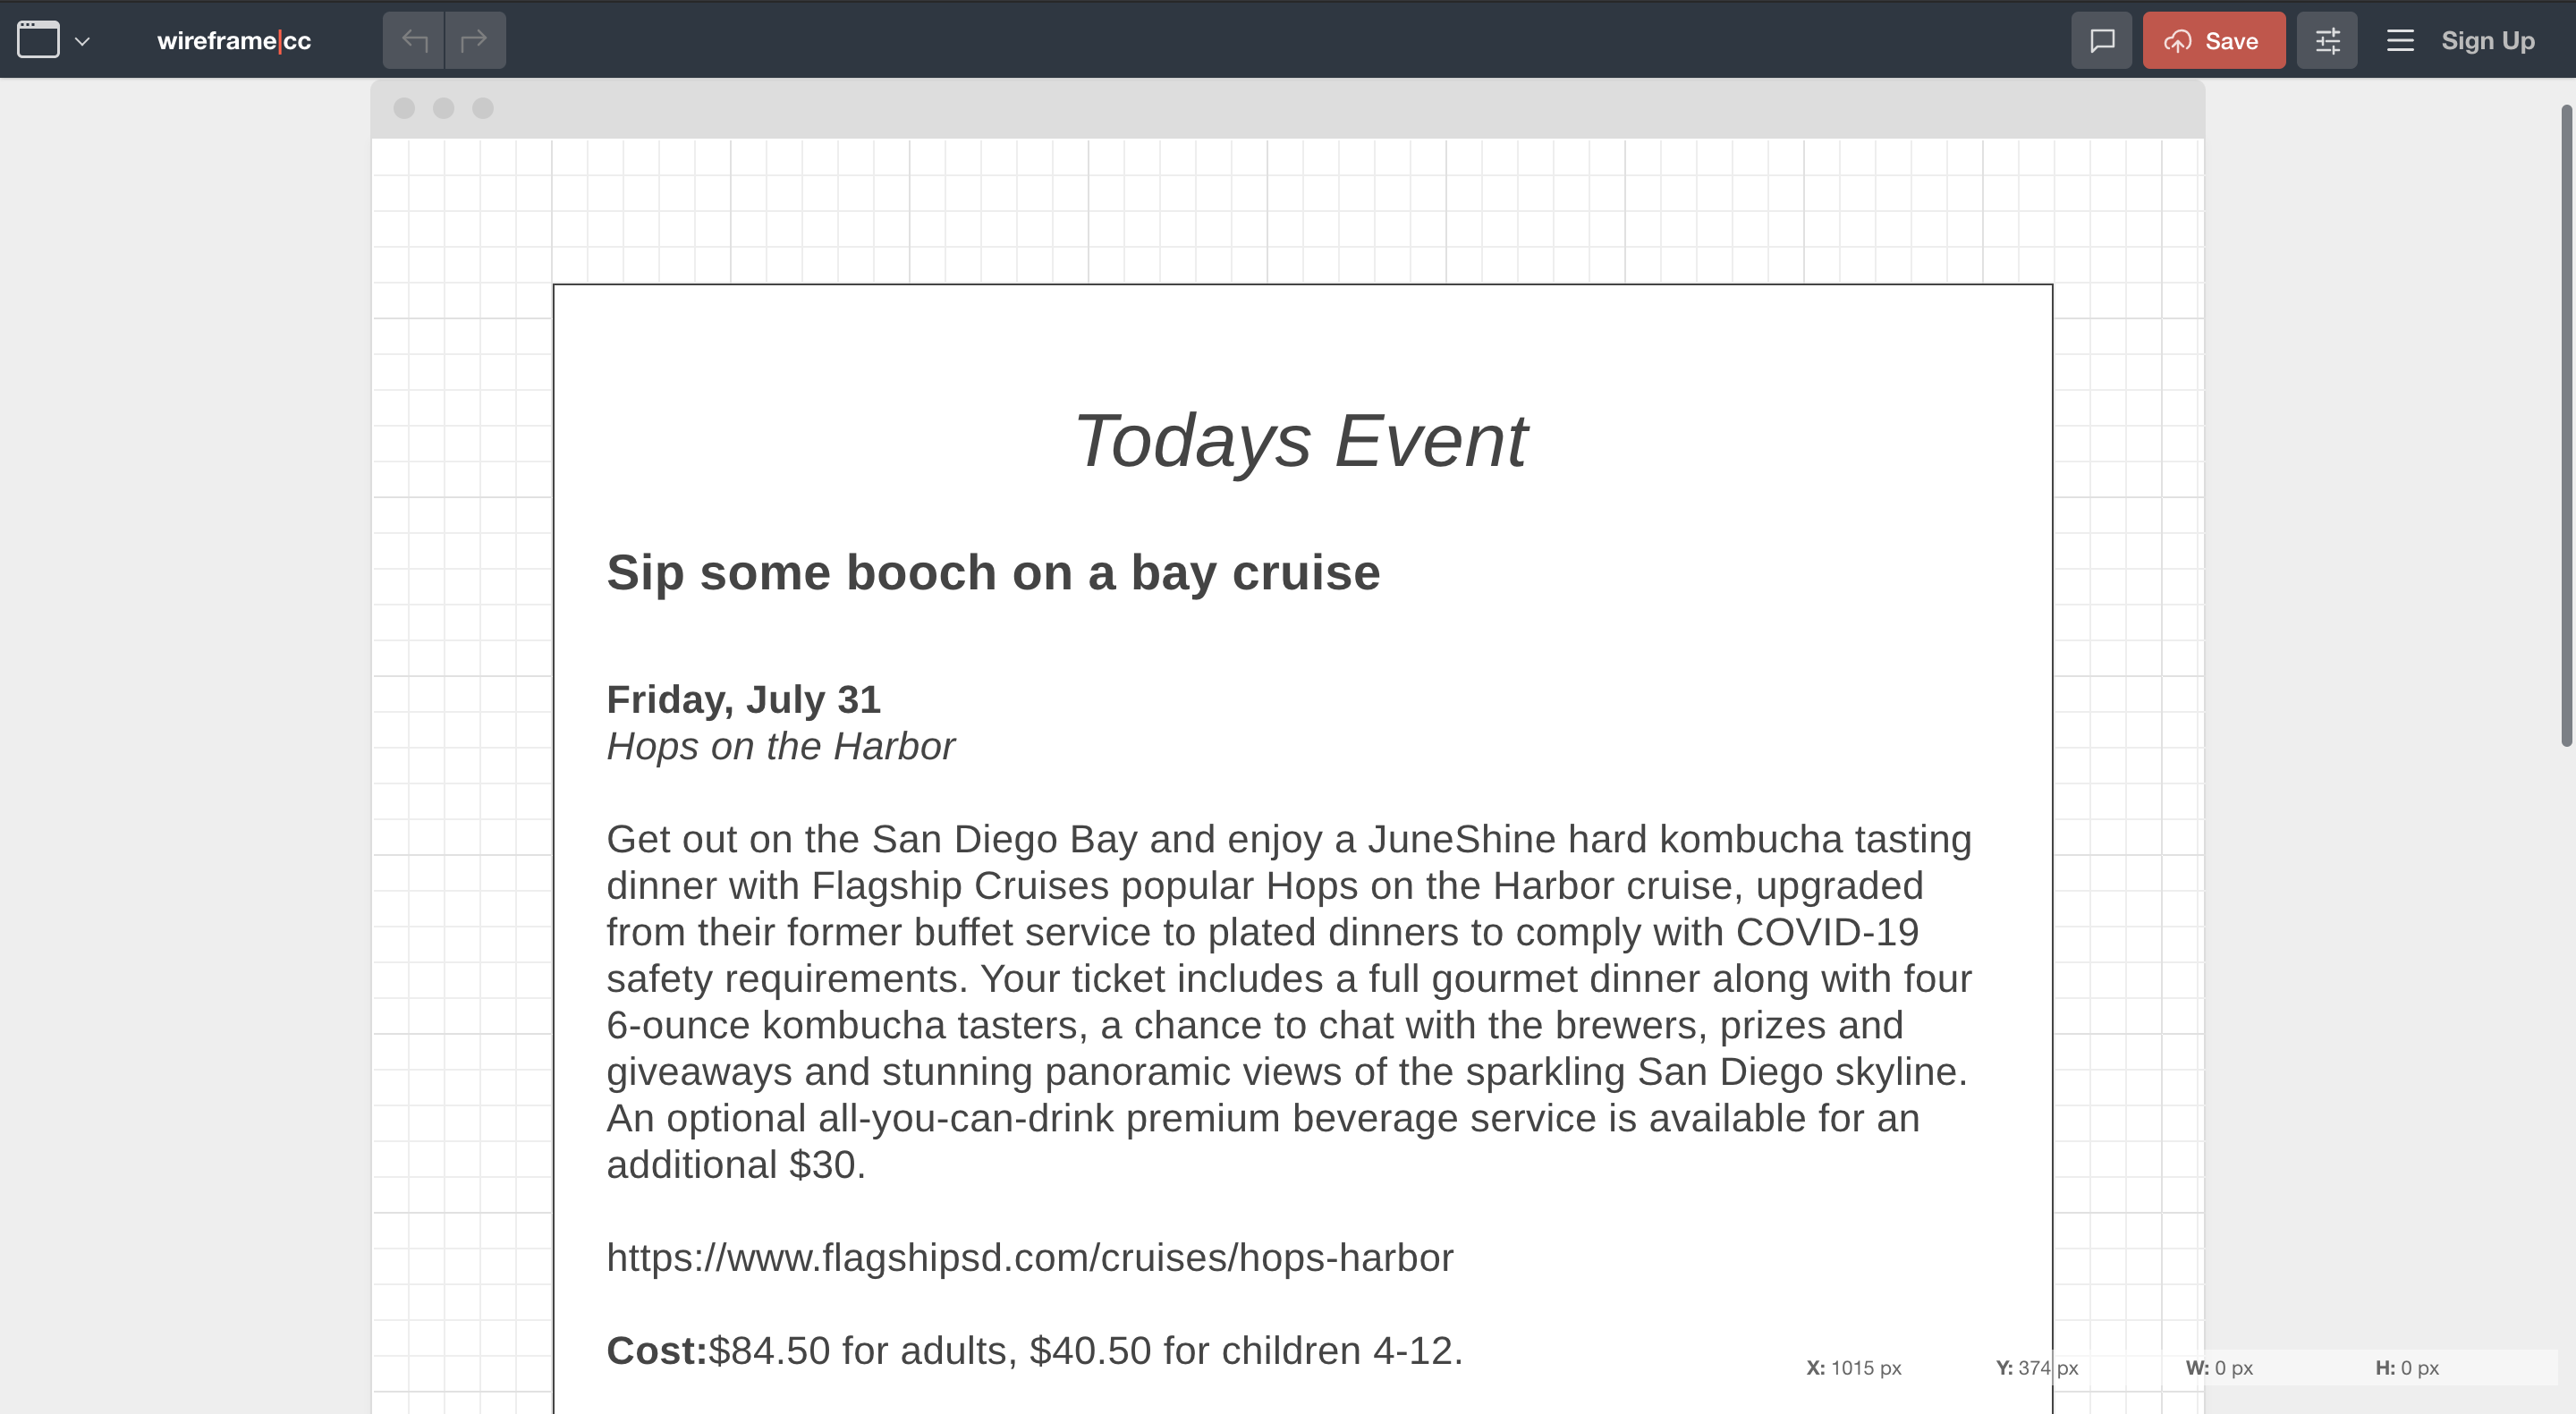 wireframe|cc
Save
Sign Up
Todays Event
Sip some booch on a bay cruise
Friday, July 31
Hops on the Harbor
Get out on the San Diego Bay and enjoy a JuneShine hard kombucha tasting
dinner with Flagship Cruises popular Hops on the Harbor cruise, upgraded
from their former buffet service to plated dinners to comply with COVID-19
safety requirements. Your ticket includes a full gourmet dinner along with four
6-ounce kombucha tasters, a chance to chat with the brewers, prizes and
giveaways and stunning panoramic views of the sparkling San Diego skyline.
An optional all-you-can-drink premium beverage service is available for an
additional $30.
https://www.flagshipsd.com/cruises/hops-harbor
Cost:$84.50 for adults, $40.50 for children 4-12.
X: 1015 px Y: 374 px W: 0 px H: 0 px